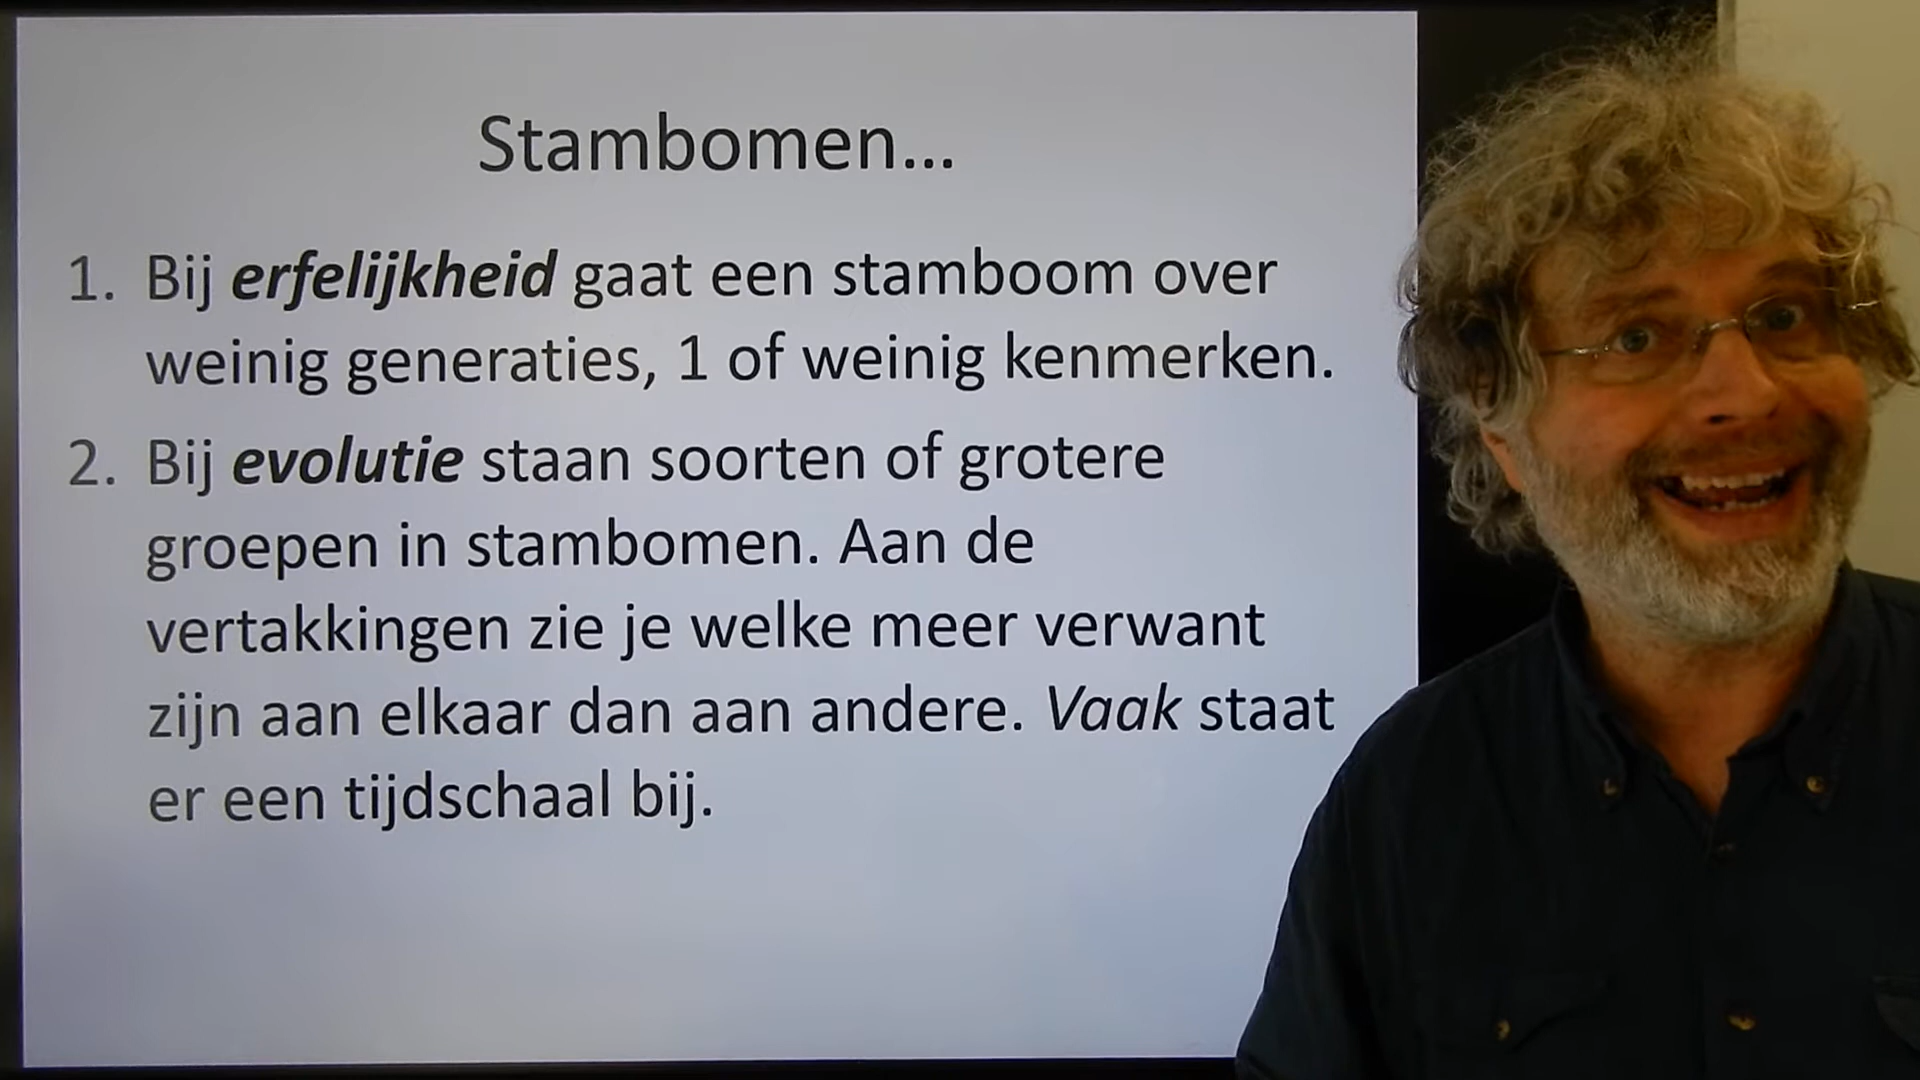 Stambomen...
1. Bij erfelijkheid gaat een stamboom over
weinig generaties, 1 of weinig kenmerken.
2. Bij evolutie staan soorten of grotere
groepen in stambomen. Aan de
vertakkingen zie je welke meer verwant
zijn aan elkaar dan aan andere. Vaak staat
er een tijdschaal bij.